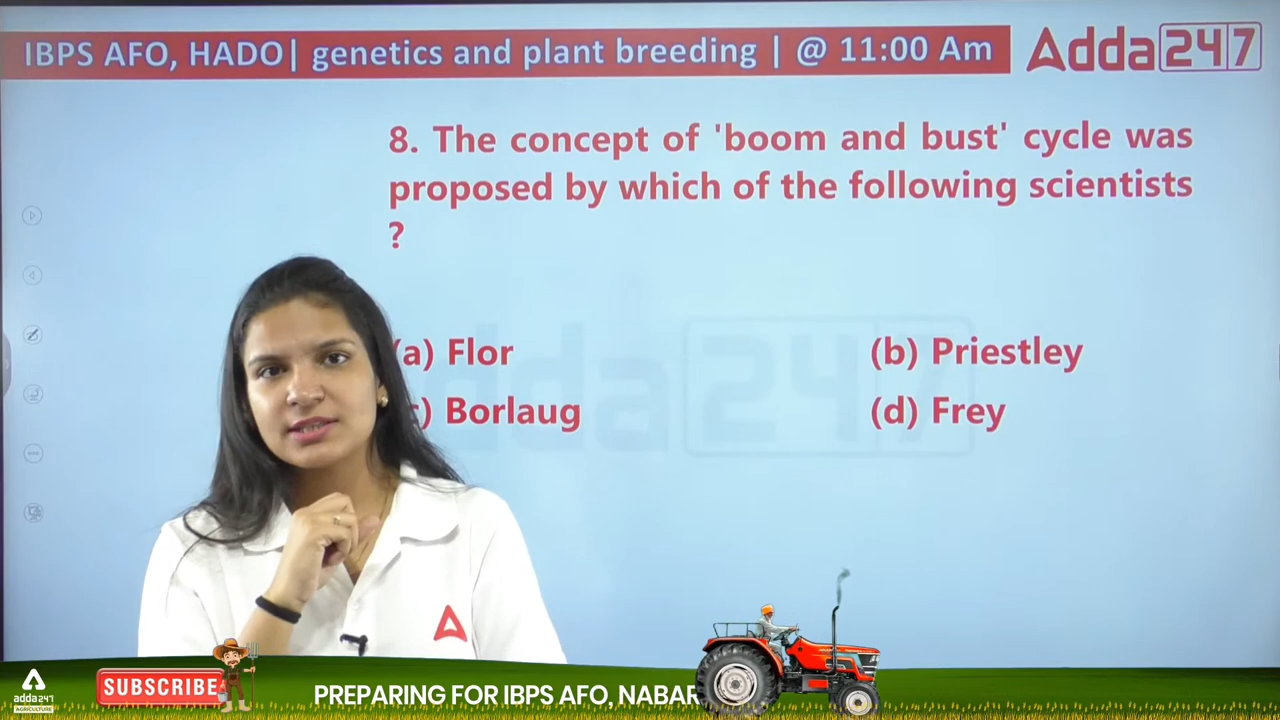 IBPS AFO, HADO| genetics and plant breeding | @ 11:00 Am
Adda247
8. The concept of 'boom and bust' cycle was
proposed by which of the following scientists
?
(a) Flor
(b) Priestley
c) Borlaug
(d) Frey
adda247
AGRICULTURE
SUBSCRIBE
PREPARING FOR IBPS AFO, NABAR